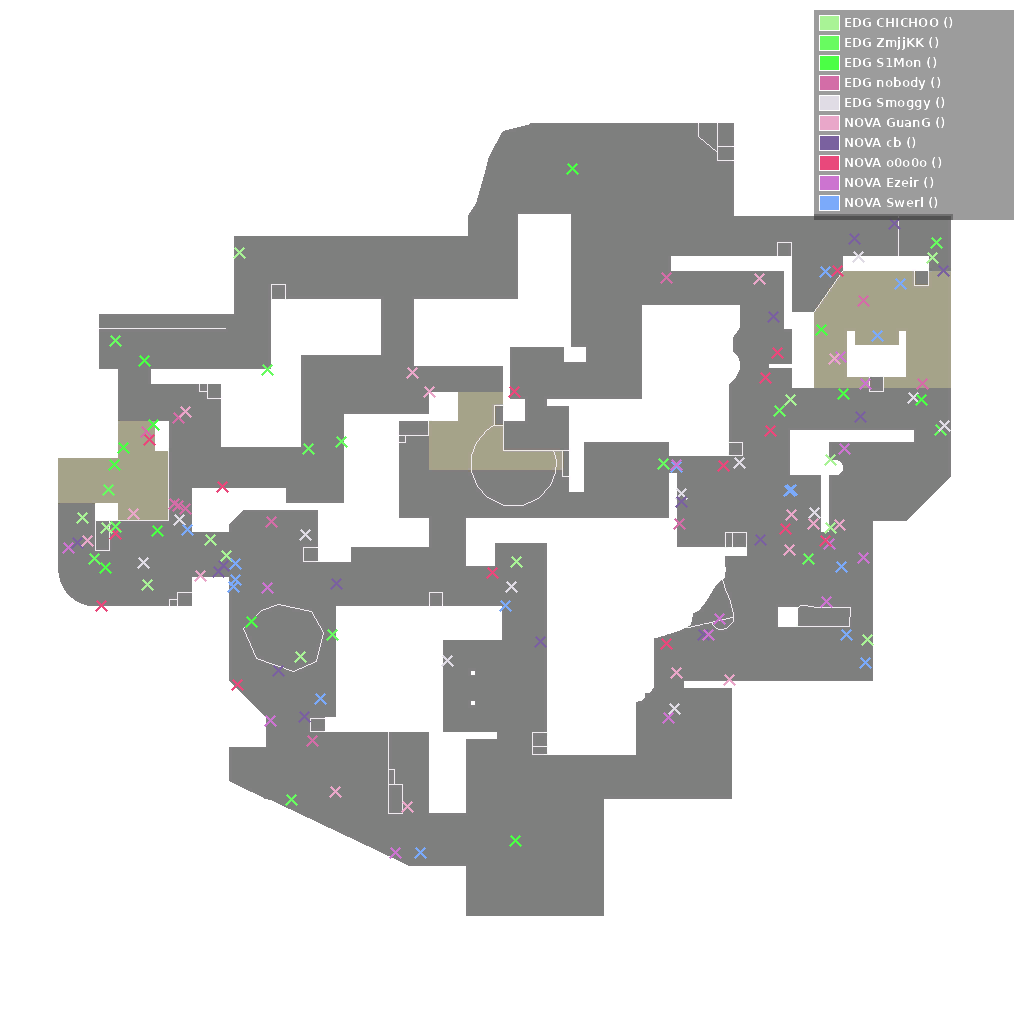 EDG CHICHOO ()
EDG ZmjjKK ()
EDG S1Mon ()
EDG nobody ()
EDG Smoggy ()
NOVA GuanG ()
NOVA cb ()
NOVA o0o0o ()
NOVA Ezeir ()
NOVA Swerl ()